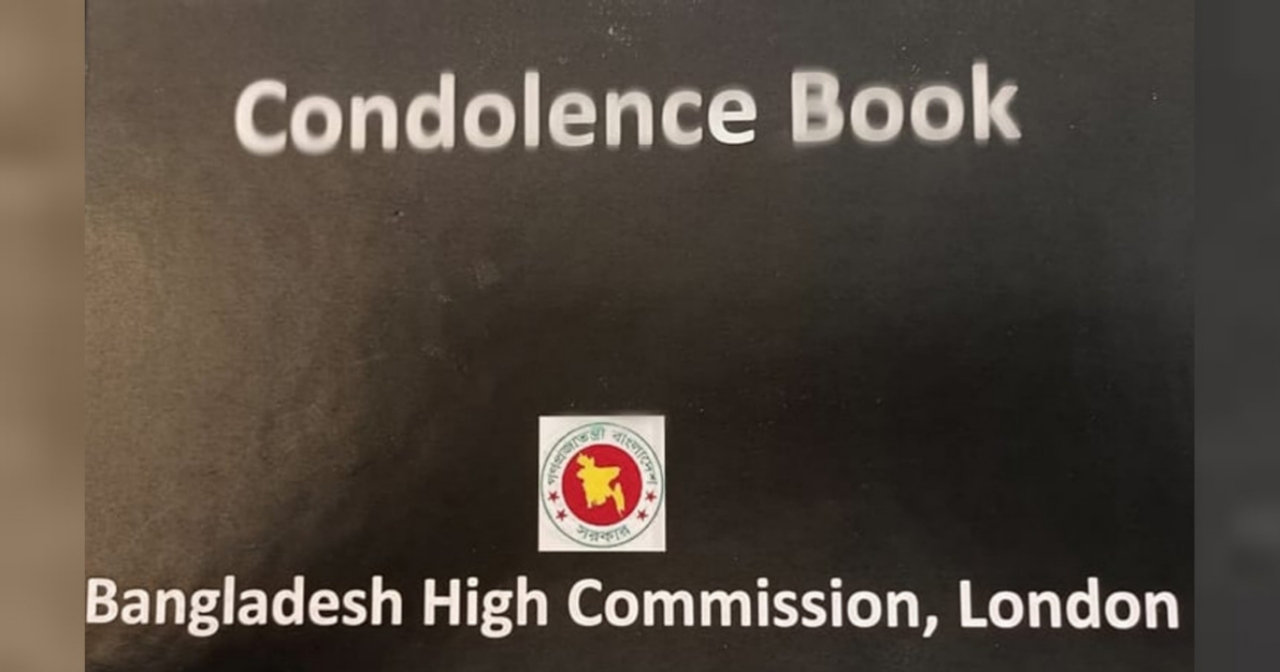 Condolence Book
গণপ্রজাতন্ত্রী বাংলাদেশ
সরকার
Bangladesh High Commission, London